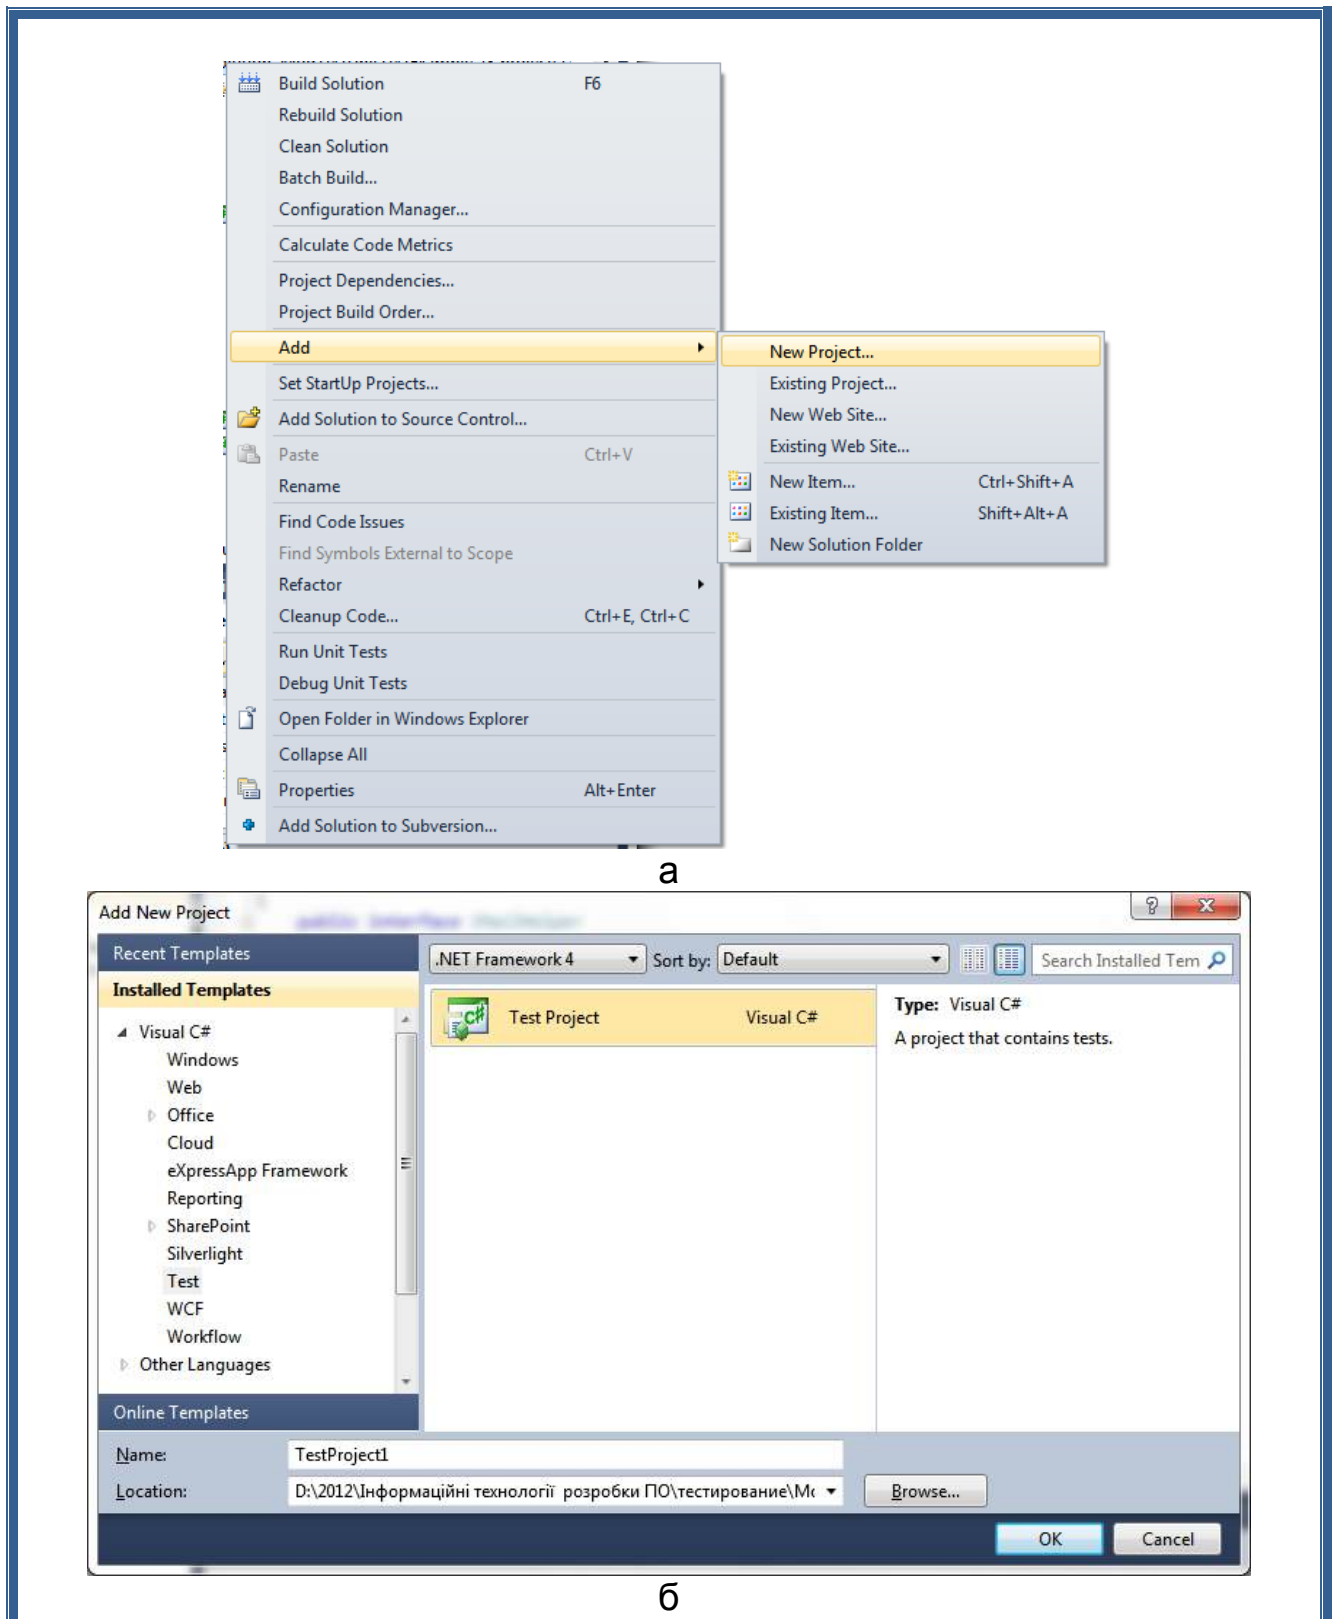 Build Solution F6
Rebuild Solution
Clean Solution
Batch Build...
Configuration Manager...
Calculate Code Metrics
Project Dependencies...
Project Build Order...
Add
New Project...
Set StartUp Projects...
Existing Project...
Add Solution to Source Control...
New Web Site...
Paste Ctrl+V
Existing Web Site...
Rename
New Item... Ctrl+Shift+A
Find Code Issues
Existing Item... Shift+Alt+A
Find Symbols External to Scope
New Solution Folder
Refactor
Cleanup Code... Ctrl+E, Ctrl+C
Run Unit Tests
Debug Unit Tests
Open Folder in Windows Explorer
Collapse All
Properties Alt+Enter
Add Solution to Subversion...
а
Add New Project
Recent Templates
.NET Framework 4 Sort by: Default Search Installed Tem
Installed Templates
Test Project Visual C#
Type: Visual C#
A project that contains tests.
Visual C#
Windows
Web
Office
Cloud
eXpressApp Framework
Reporting
SharePoint
Silverlight
Test
WCF
Workflow
Other Languages
Online Templates
Name: TestProject1
Location: D:\2012\Інформаційні технології розробки ПО\тестирование\Мо Browse...
OK Cancel
б